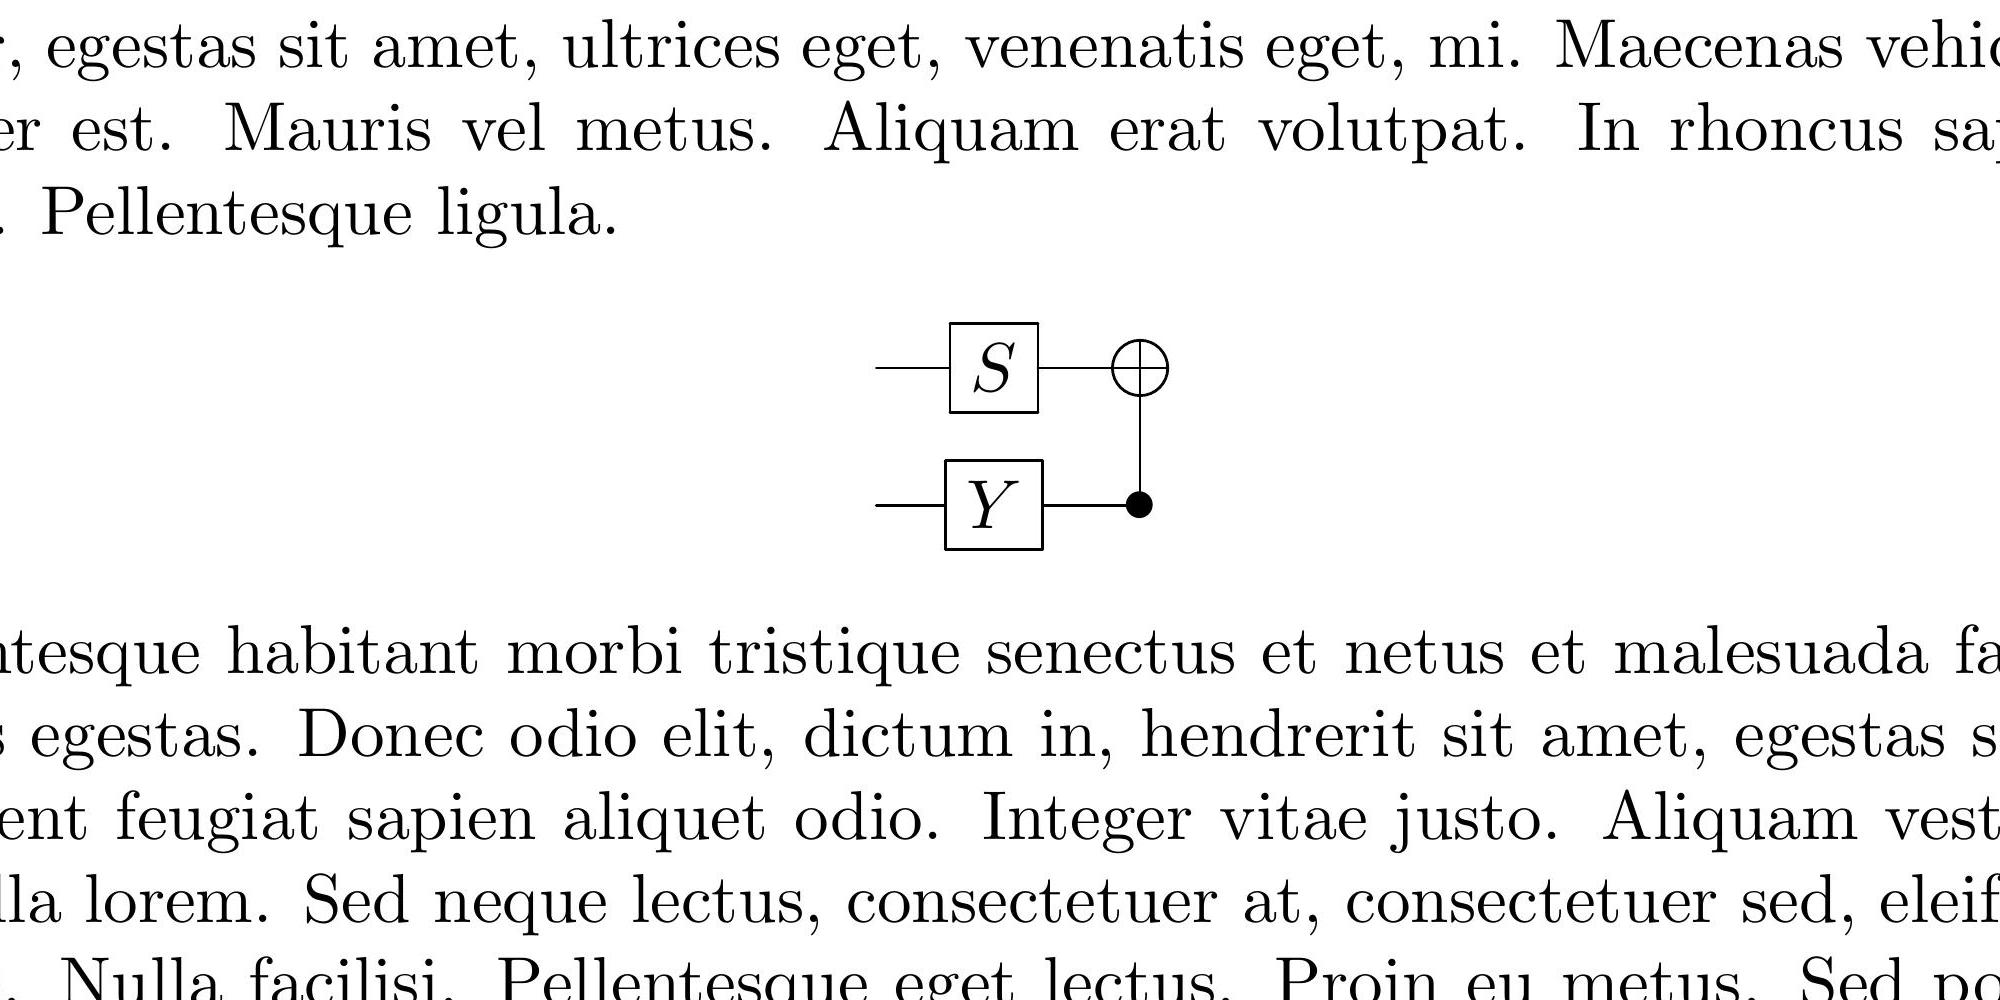 , egestas sit amet, ultrices eget, venenatis eget, mi. Maecenas
er est. Mauris vel metus. Aliquam erat volutpat. In rhoncus
. Pellentesque ligula.
S
Y
ntesque habitant morbi tristique senectus et netus et malesuada fa
s egestas. Donec odio elit, dictum in, hendrerit sit amet, egestas s
ent feugiat sapien aliquet odio. Integer vitae justo. Aliquam vest
lla lorem. Sed neque lectus, consectetuer at, consectetuer sed, eleif
. Nulla facilisi. Pellentesque eget lectus. Proin eu metus. Sed po